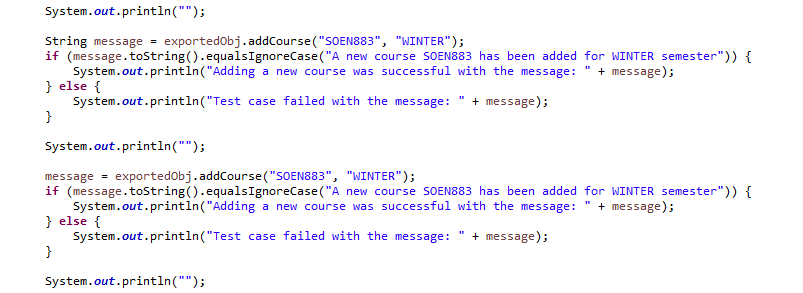 System.out.println("");
String message = exportedObj.addCourse("SOEN883", "WINTER");
if (message.toString().equalsIgnoreCase("A new course SOEN883 has been added for WINTER semester")) {
System.out.println("Adding a new course was successful with the message: " + message);
} else {
System.out.println("Test case failed with the message: " + message);
}
System.out.println("");
message = exportedObj.addCourse("SOEN883", "WINTER");
if (message.toString().equalsIgnoreCase("A new course SOEN883 has been added for WINTER semester")) {
System.out.println("Adding a new course was successful with the message: " + message);
} else {
System.out.println("Test case failed with the message: " + message);
}
System.out.println("");